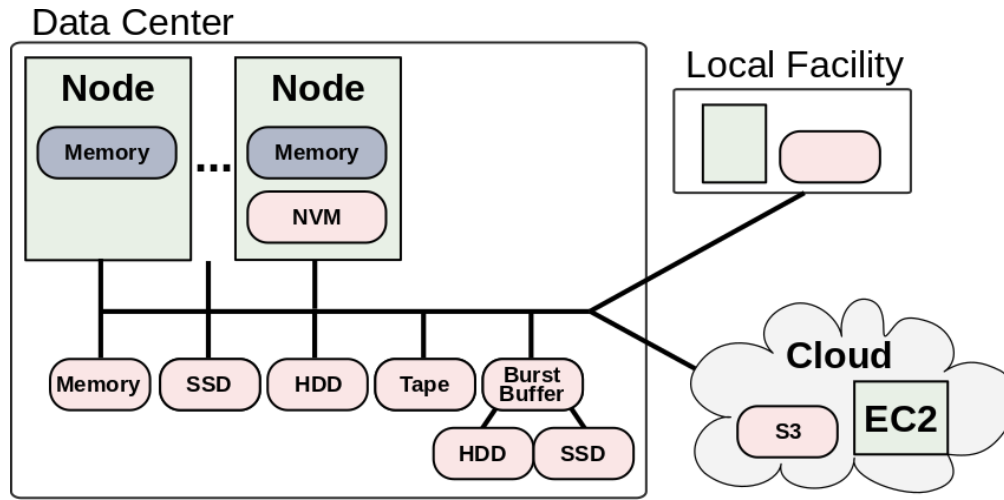 Data Center
Local Facility
Node
Node
Memory
...
Memory
NVM
Memory
SSD
HDD
Tape
Burst
Buffer
HDD
SSD
Cloud
S3
EC2